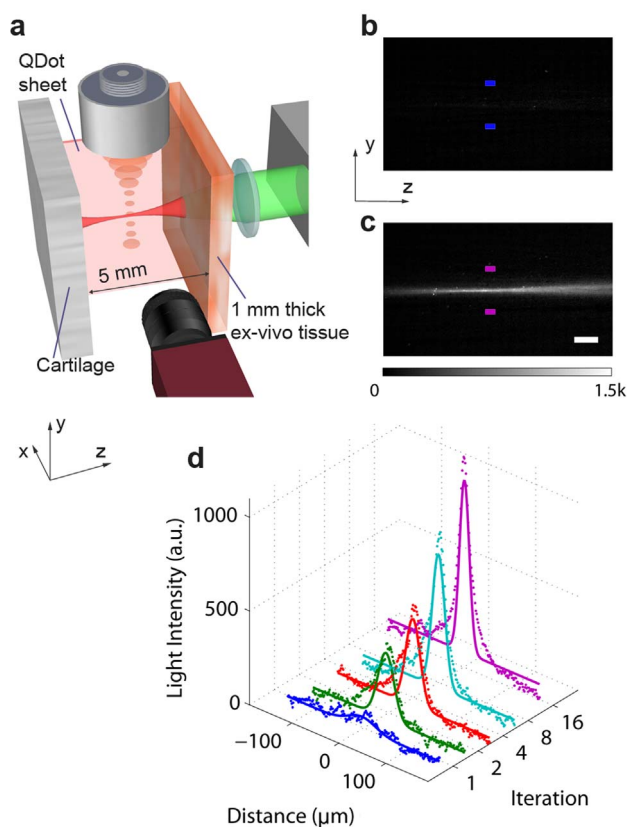 a
QDot
sheet
5 mm
1 mm thick
ex-vivo tissue
Cartilage
y
x
z
b
y
z
c
0
1.5k
d
1000
500
0
Light Intensity (a.u.)
−100
0
100
Distance (µm)
1
2
4
8
16
Iteration